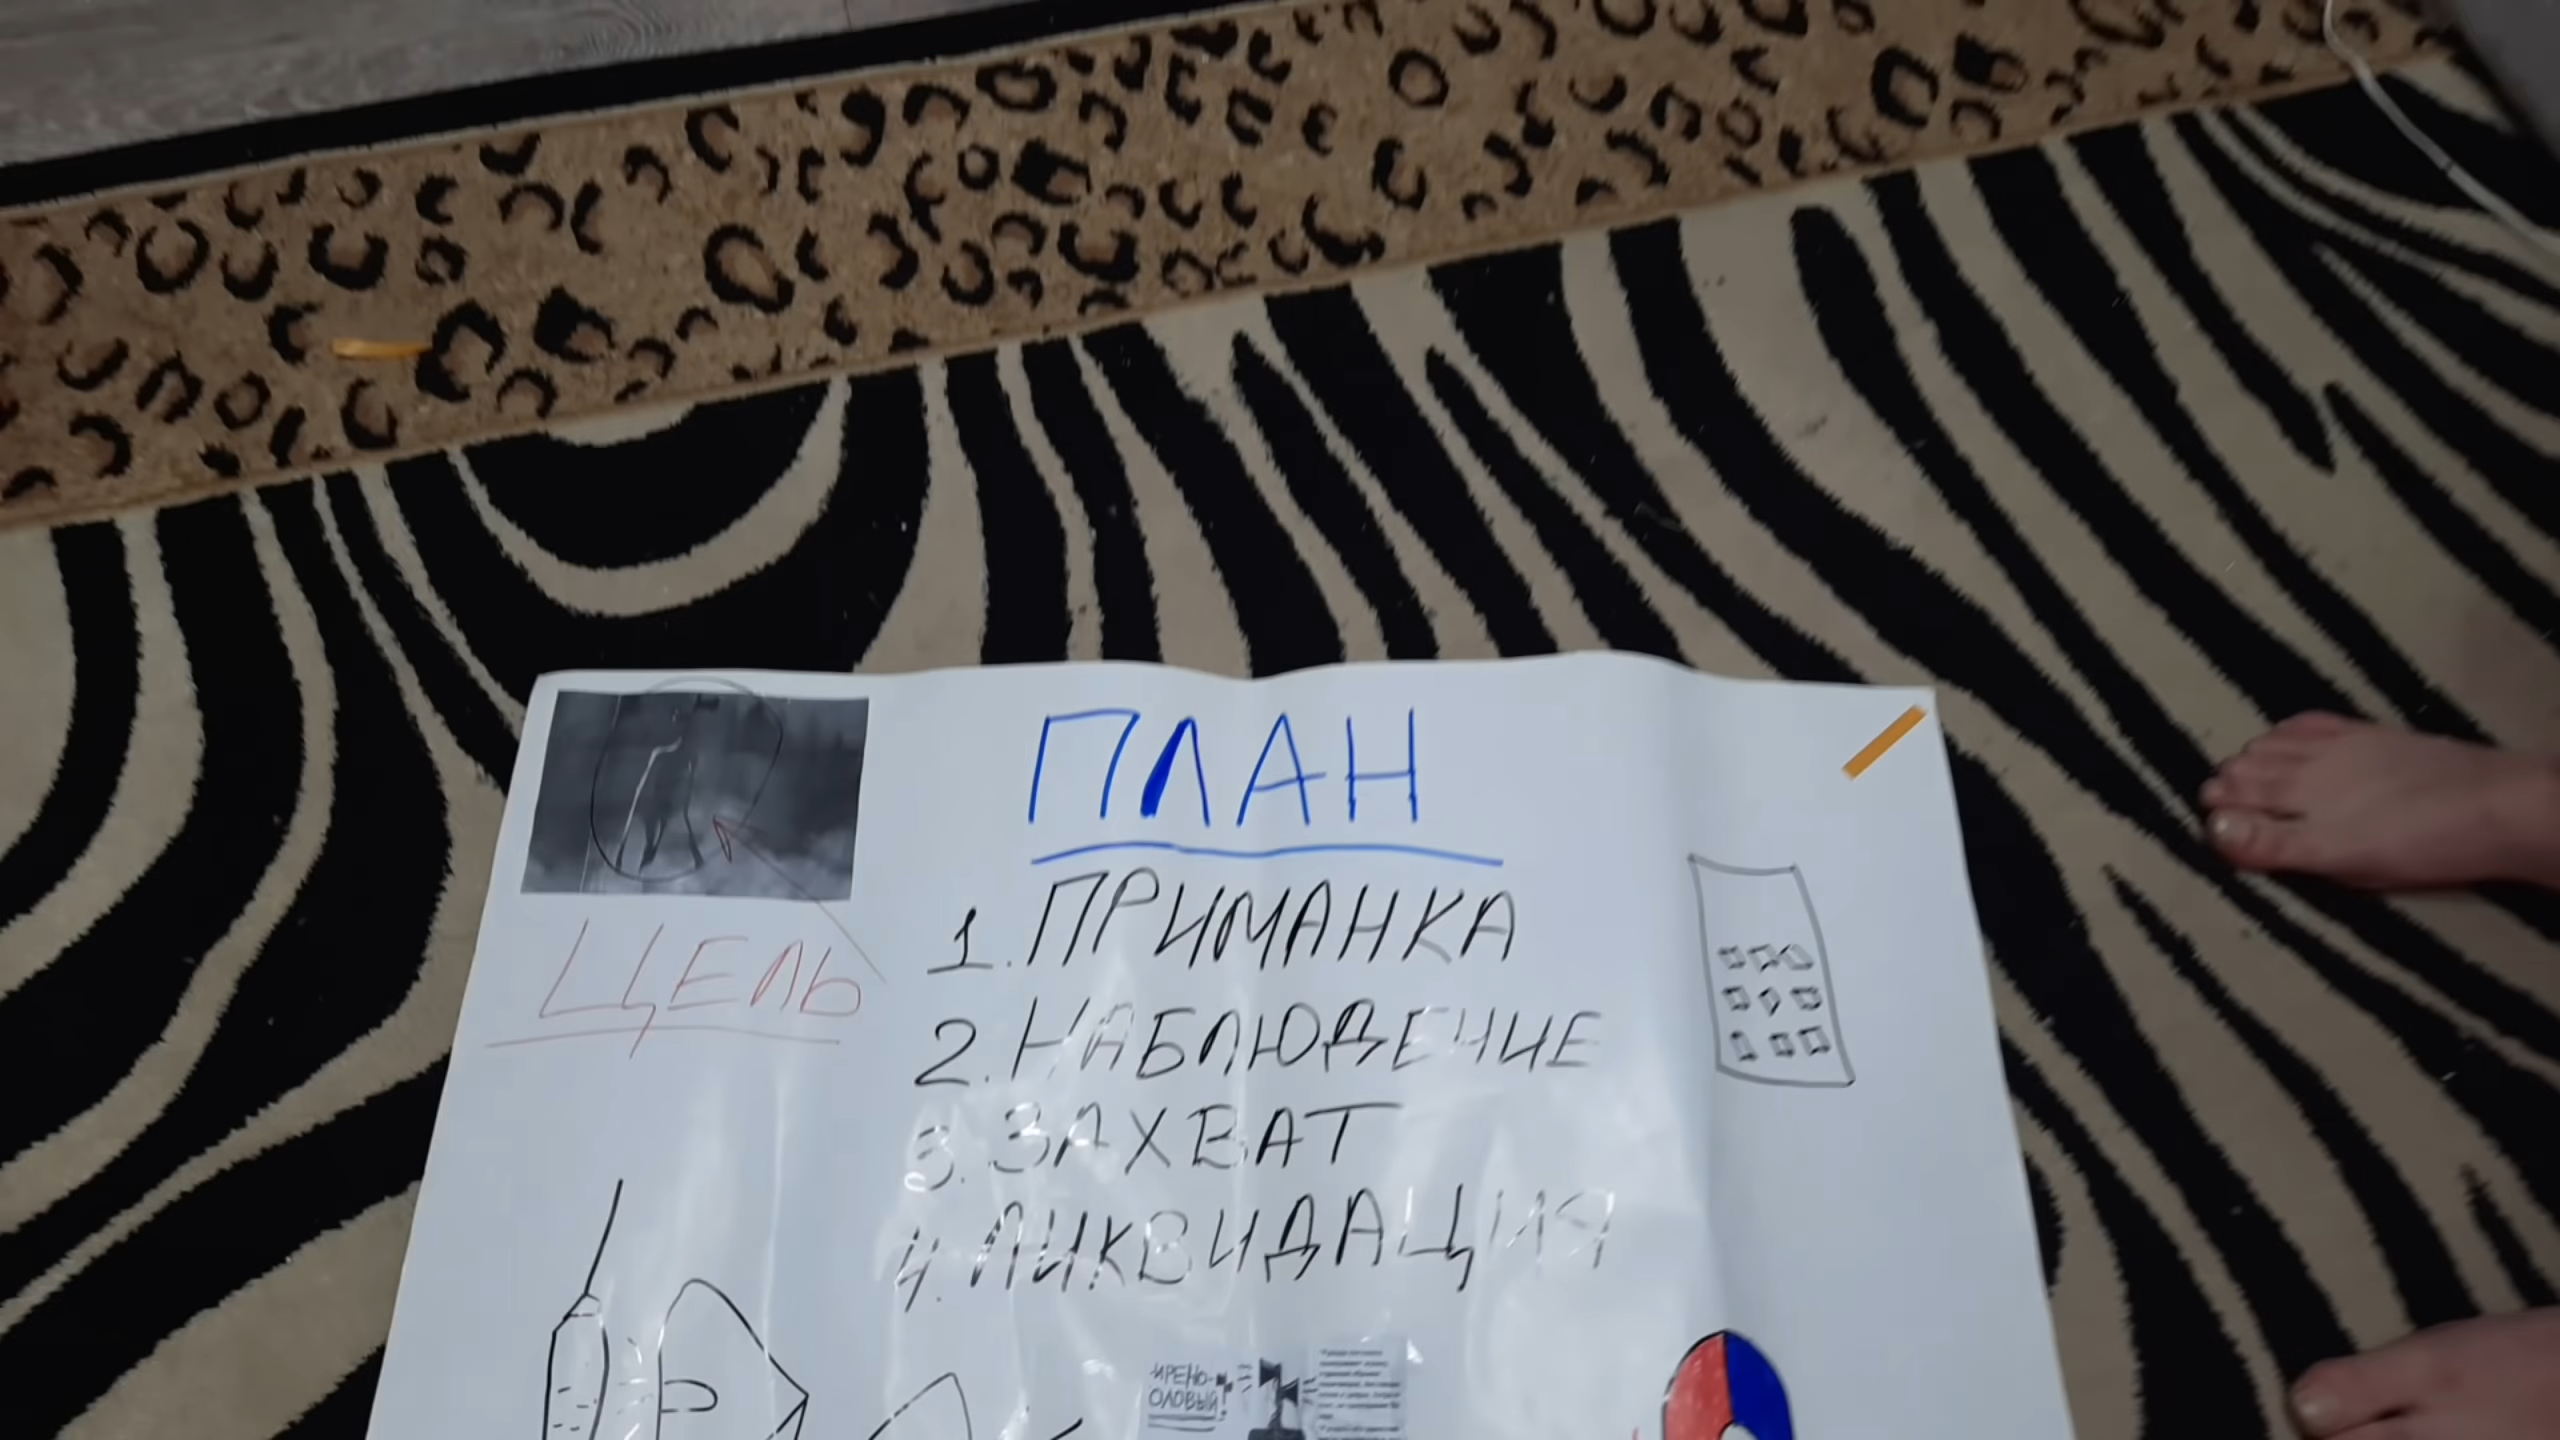 ПЛАН
ЦЕЛЬ
1. ПРИМАНКА
2. НАБЛЮДЕНИЕ
3. ЗАХВАТ
4. ЛИКВИДАЦИЯ